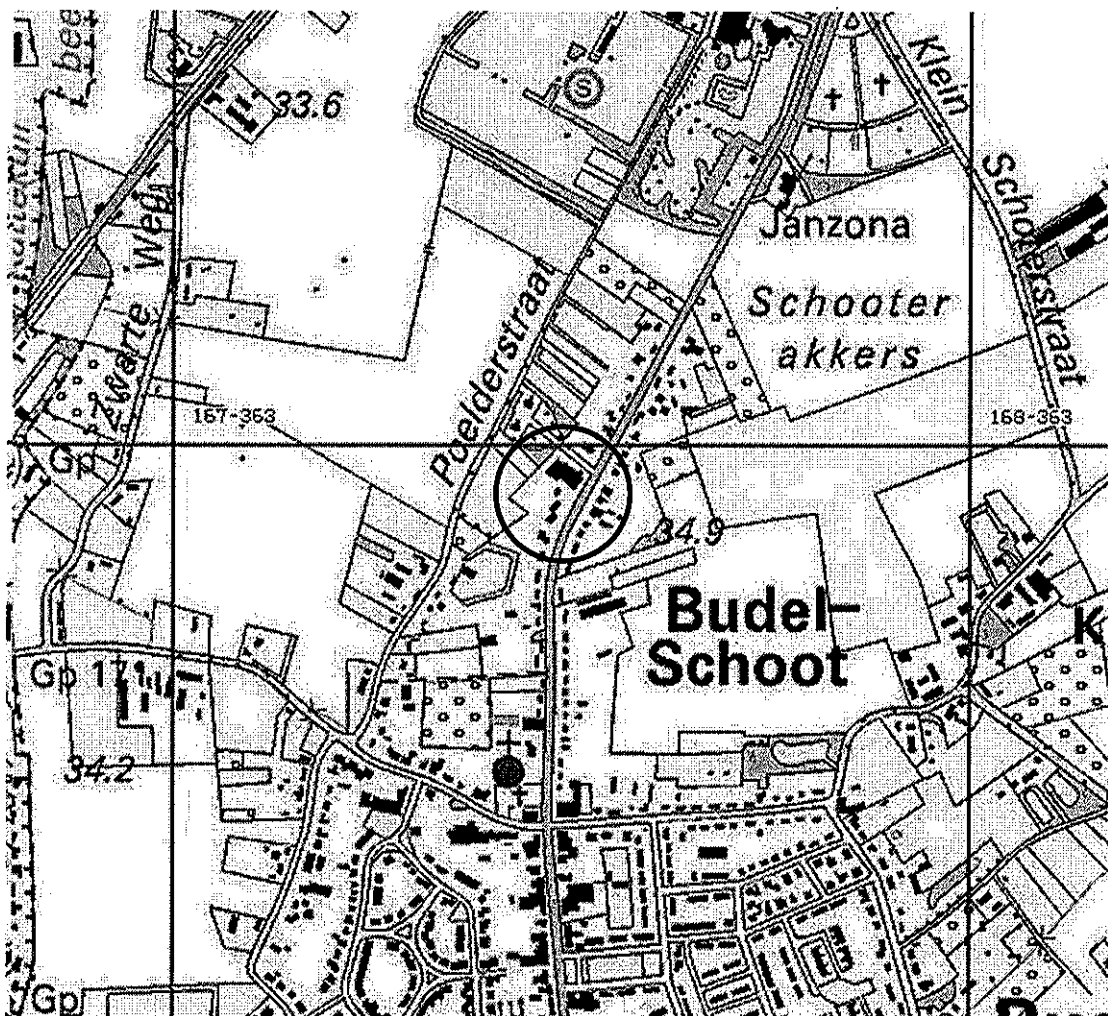 33.6
S
Klein
Schooterstraat
Janzona
Schooter
akkers
Zwarte Weg
Poelderstraat
167-363
168-363
Gp
34.9
Budel-
Schoot
K
Gp 171
34.2
Gp